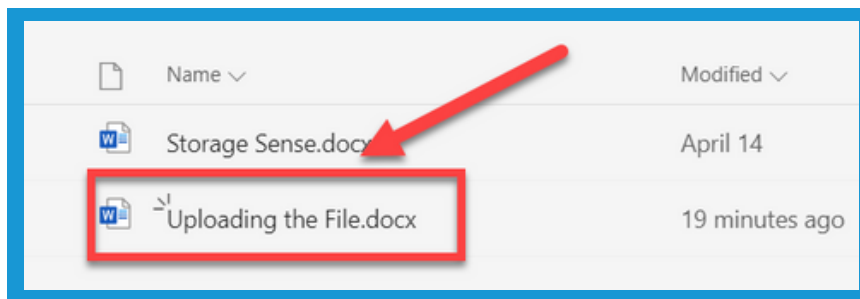 Name Modified
Storage Sense.docx April 14
Uploading the File.docx 19 minutes ago